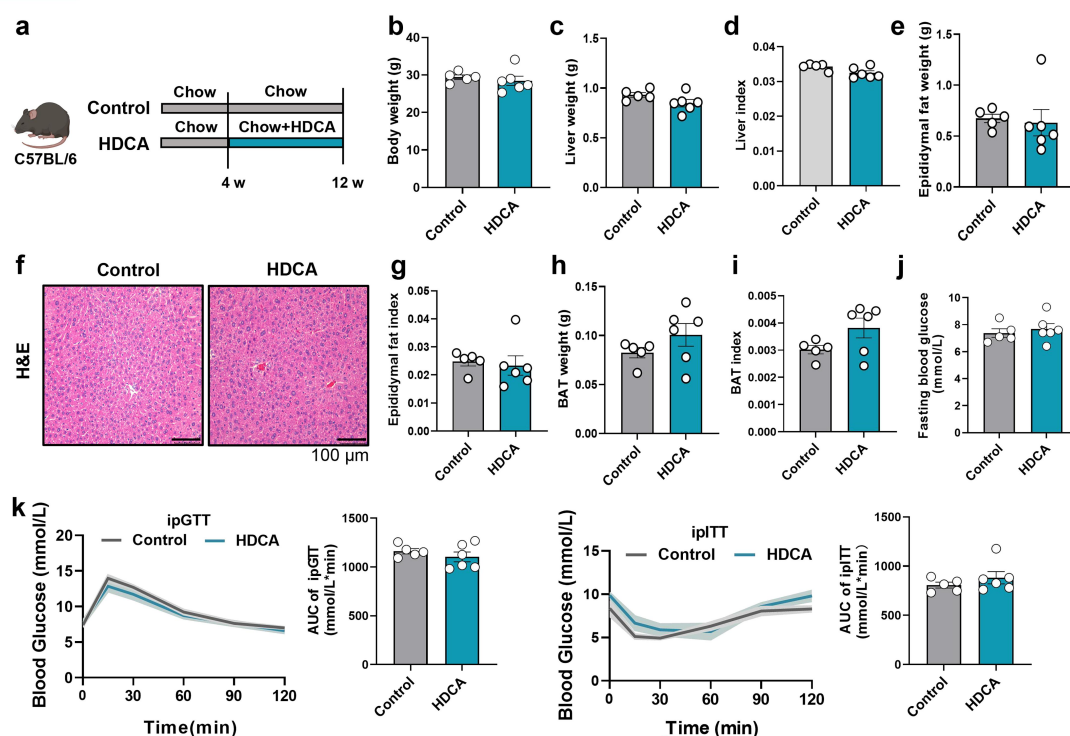 a
Chow Chow
Control
Chow Chow+HDCA
HDCA
C57BL/6
4 w 12 w
b
Body weight (g)
40
30
20
10
0
Control
HDCA
c
Liver weight (g)
1.5
1.0
0.5
0.0
Control
HDCA
d
Liver index
0.04
0.03
0.02
0.01
0.00
Control
HDCA
e
Epididymal fat weight (g)
1.5
1.0
0.5
0.0
Control
HDCA
f
Control HDCA
H&E
100 μm
g
Epididymal fat index
0.05
0.04
0.03
0.02
0.01
0.00
Control
HDCA
h
BAT weight (g)
0.15
0.10
0.05
0.00
Control
HDCA
i
BAT index
0.005
0.004
0.003
0.002
0.001
0.000
Control
HDCA
j
Fasting blood glucose
(mmol/L)
10
8
6
4
2
0
Control
HDCA
k
ipGTT
Control HDCA
Blood Glucose (mmol/L)
20
15
10
5
0
0 30 60 90 120
Time(min)
AUC of ipGTT
(mmol/L*min)
1500
1000
500
0
Control
HDCA
ipITT
Control HDCA
Blood Glucose (mmol/L)
15
10
5
0
0 30 60 90 120
Time (min)
AUC of ipITT
(mmol/L*min)
1500
1000
500
0
Control
HDCA